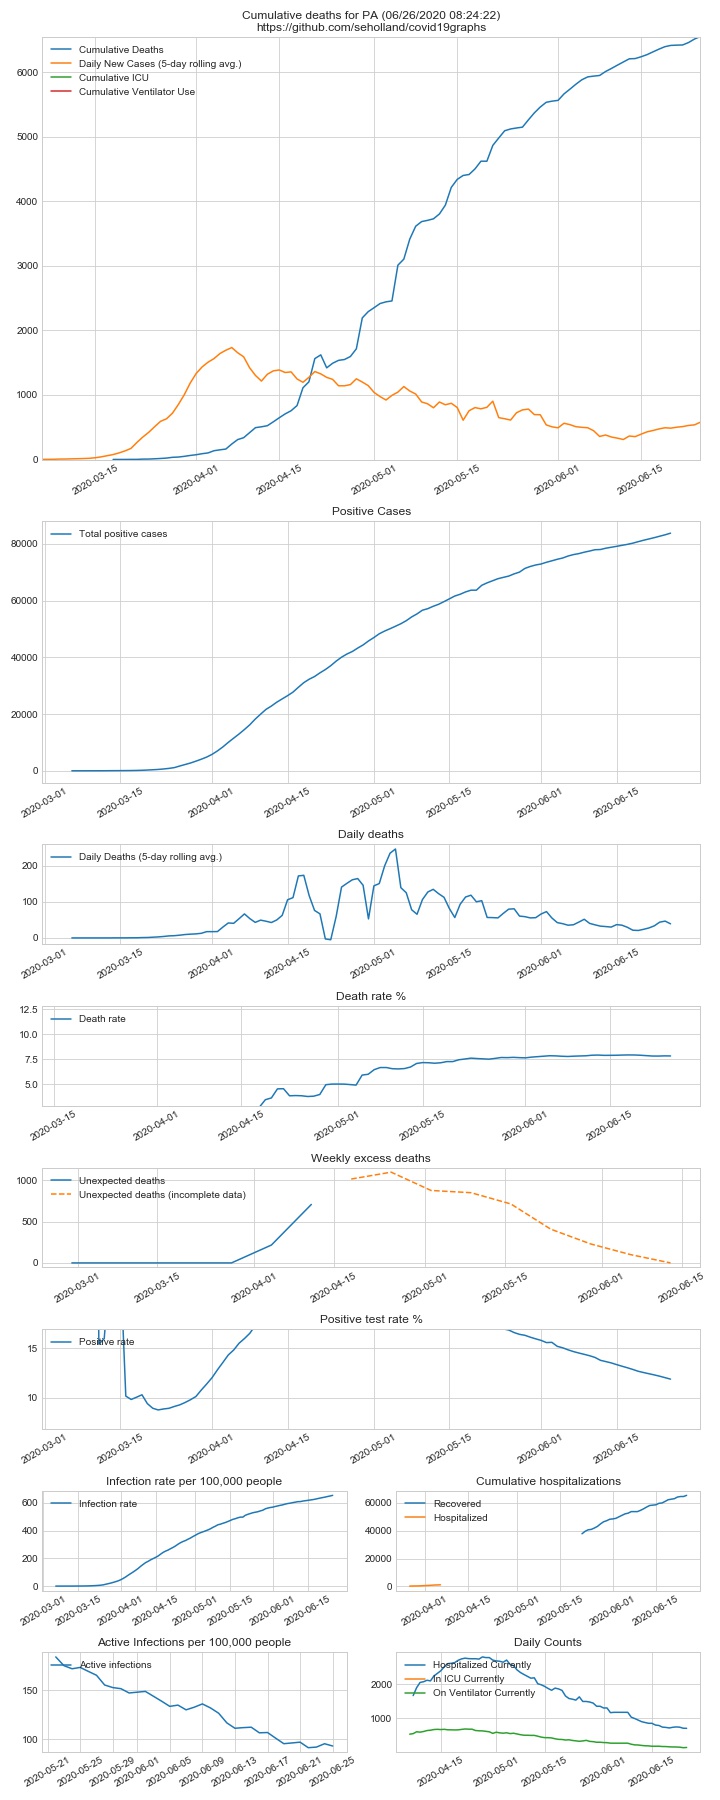 Cumulative deaths for PA (06/26/2020 08:24:22)
https://github.com/seholland/covid19graphs
Cumulative Deaths
Daily New Cases (5-day rolling avg.)
Cumulative ICU
Cumulative Ventilator Use
6000
5000
4000
3000
2000
1000
0
2020-03-15 2020-04-01 2020-04-15 2020-05-01 2020-05-15 2020-06-01 2020-06-15
Positive Cases
Total positive cases
80000
60000
40000
20000
0
2020-03-01 2020-03-15 2020-04-01 2020-04-15 2020-05-01 2020-05-15 2020-06-01 2020-06-15
Daily deaths
Daily Deaths (5-day rolling avg.)
200
100
0
2020-03-01 2020-03-15 2020-04-01 2020-04-15 2020-05-01 2020-05-15 2020-06-01 2020-06-15
Death rate %
12.5
Death rate
10.0
7.5
5.0
2020-03-15 2020-04-01 2020-04-15 2020-05-01 2020-05-15 2020-06-01 2020-06-15
Weekly excess deaths
1000
Unexpected deaths
Unexpected deaths (incomplete data)
500
0
2020-03-01 2020-03-15 2020-04-01 2020-04-15 2020-05-01 2020-05-15 2020-06-01 2020-06-15
Positive test rate %
Positive rate
15
10
2020-03-01 2020-03-15 2020-04-01 2020-04-15 2020-05-01 2020-05-15 2020-06-01 2020-06-15
Infection rate per 100,000 people
Infection rate
600
400
200
0
2020-03-01 2020-03-15 2020-04-01 2020-04-15 2020-05-01 2020-05-15 2020-06-01 2020-06-15
Cumulative hospitalizations
Recovered
Hospitalized
60000
40000
20000
0
2020-04-01 2020-04-15 2020-05-01 2020-05-15 2020-06-01 2020-06-15
Active Infections per 100,000 people
Active infections
150
100
2020-05-21 2020-05-25 2020-05-29 2020-06-01 2020-06-05 2020-06-09 2020-06-13 2020-06-17 2020-06-21 2020-06-25
Daily Counts
Hospitalized Currently
In ICU Currently
On Ventilator Currently
2000
1000
2020-04-15 2020-05-01 2020-05-15 2020-06-01 2020-06-15